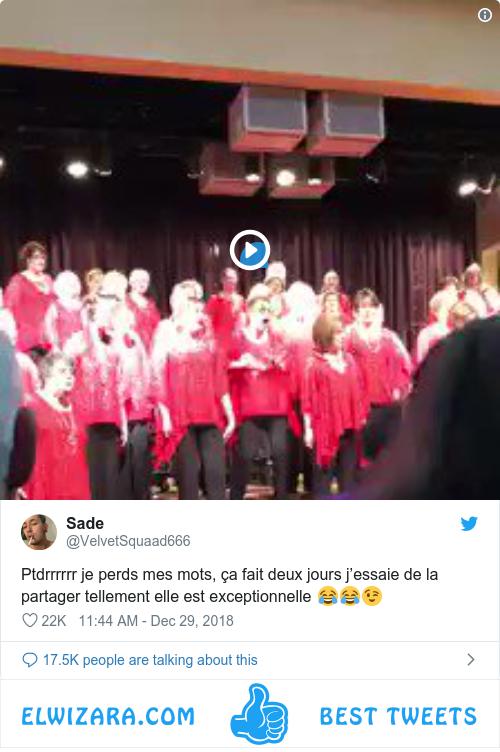 Sade
@VelvetSquaad666
Ptdrrrrrr je perds mes mots, ça fait deux jours j’essaie de la
partager tellement elle est exceptionnelle 😂😂😉
22K 11:44 AM - Dec 29, 2018
17.5K people are talking about this
ELWIZARA.COM BEST TWEETS